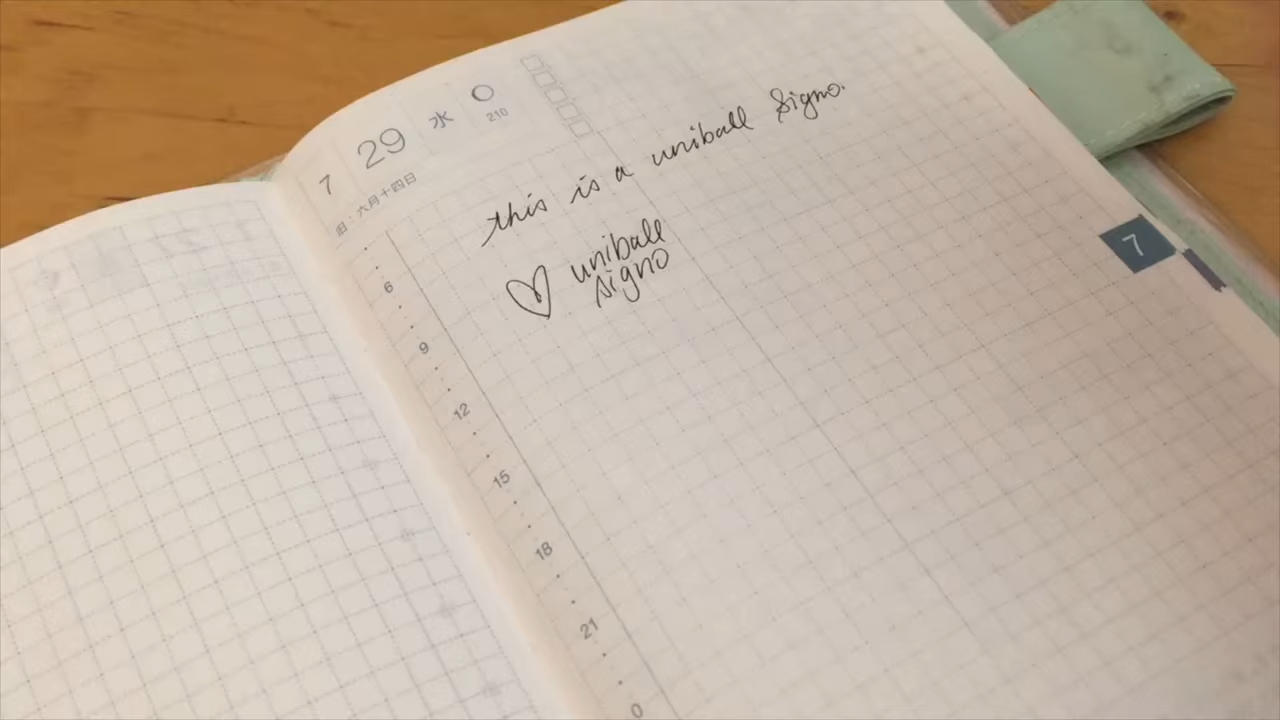 7 29 水
210
旧:六月十四日
this is a uniball Signo.
♡ uniball
signo
7
6
9
12
15
18
21
0